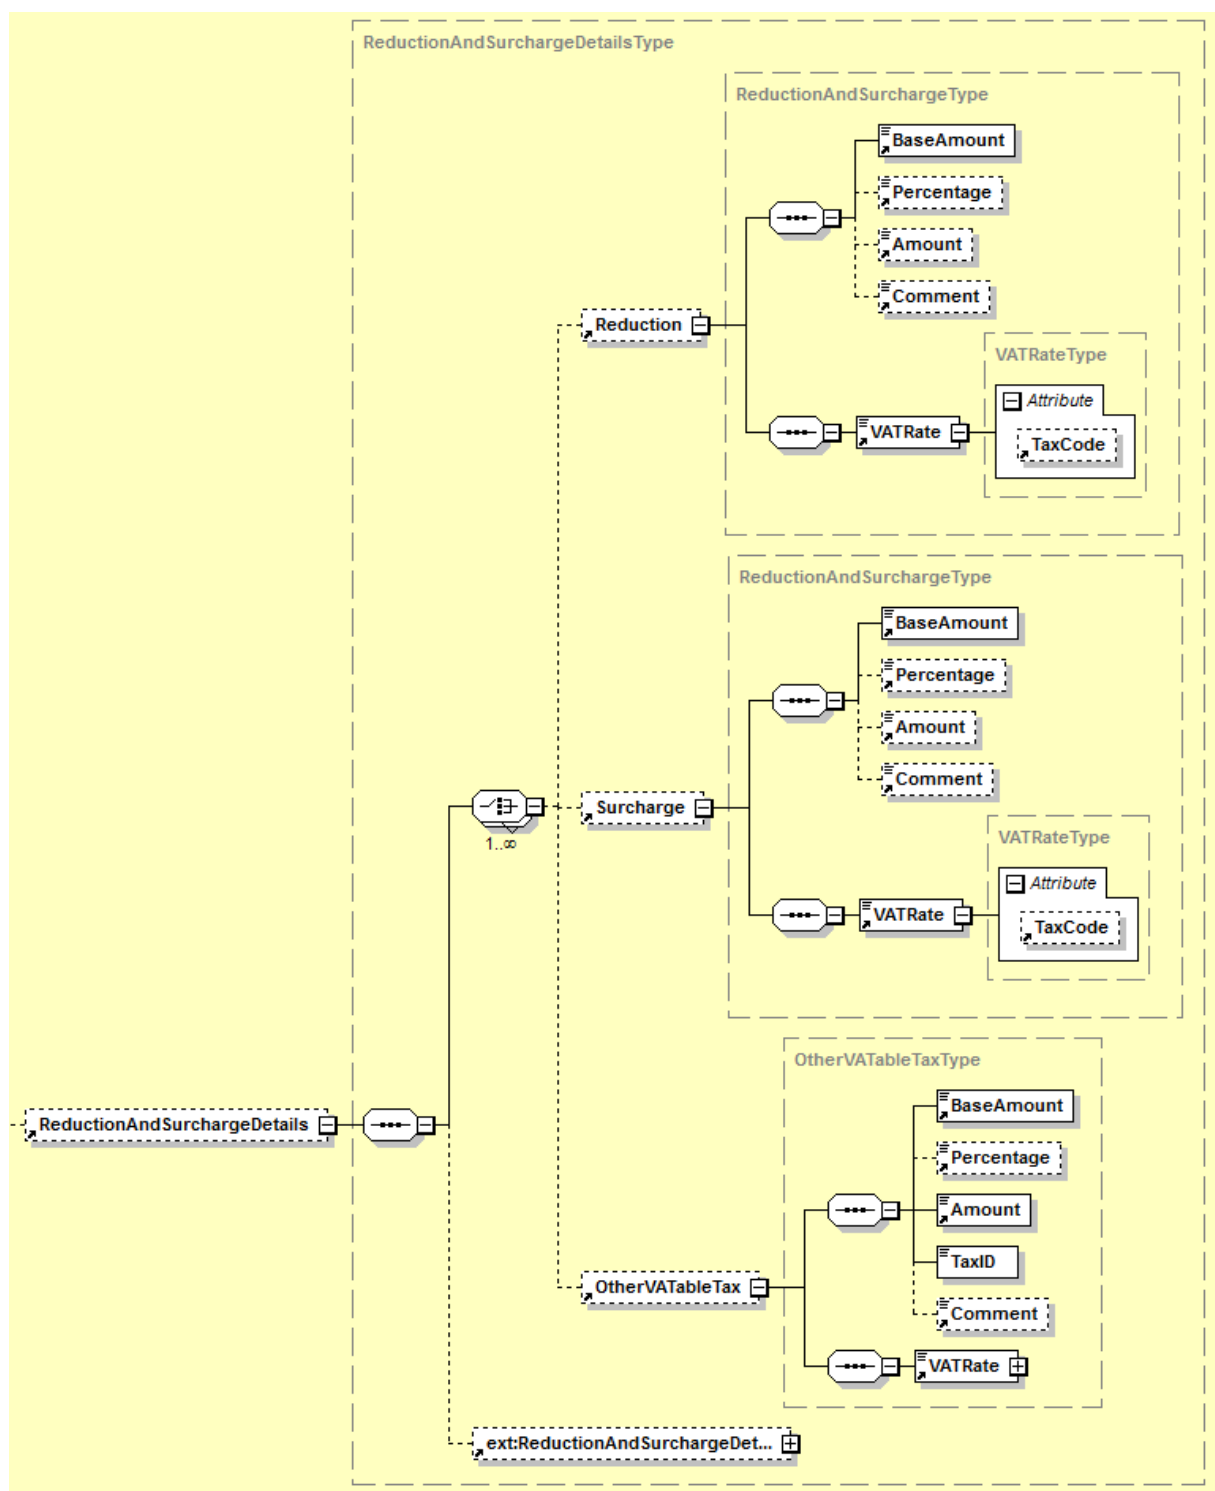 ReductionAndSurchargeDetailsType
ReductionAndSurchargeType
BaseAmount
Percentage
Amount
Comment
Reduction
VATRateType
Attribute
VATRate
TaxCode
ReductionAndSurchargeType
BaseAmount
Percentage
Amount
Comment
Surcharge
1..∞
VATRateType
Attribute
VATRate
TaxCode
OtherVATableTaxType
BaseAmount
ReductionAndSurchargeDetails
Percentage
Amount
TaxID
OtherVATableTax
Comment
VATRate
ext:ReductionAndSurchargeDet...